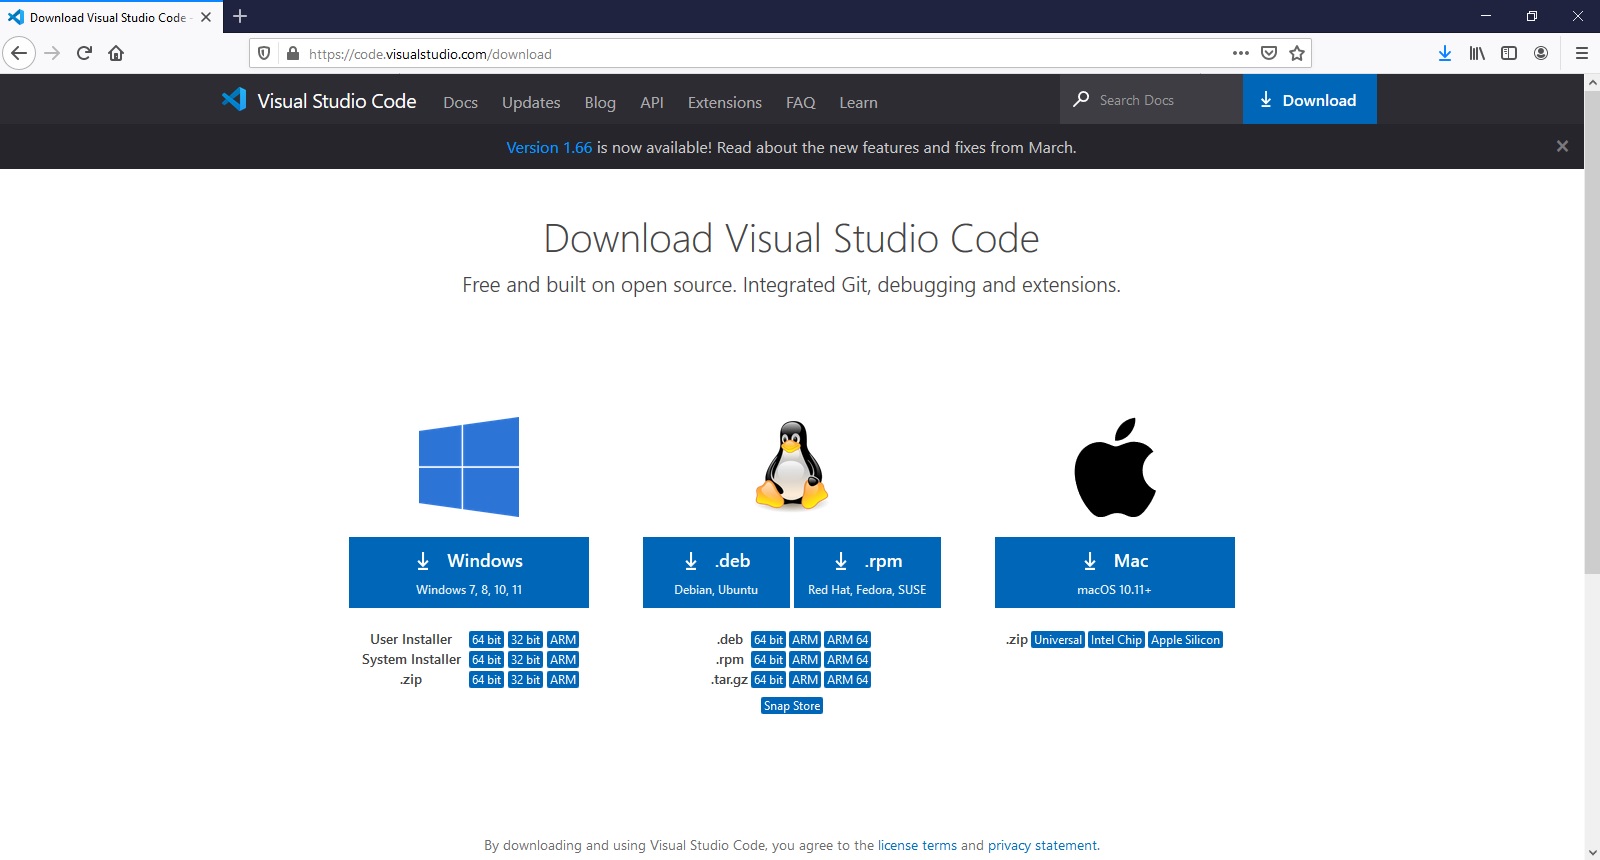 Download Visual Studio Code -
https://code.visualstudio.com/download
Visual Studio Code Docs Updates Blog API Extensions FAQ Learn Search Docs Download
Version 1.66 is now available! Read about the new features and fixes from March.
Download Visual Studio Code
Free and built on open source. Integrated Git, debugging and extensions.
Windows
Windows 7, 8, 10, 11
User Installer 64 bit 32 bit ARM
System Installer 64 bit 32 bit ARM
.zip 64 bit 32 bit ARM
.deb
Debian, Ubuntu
.rpm
Red Hat, Fedora, SUSE
.deb 64 bit ARM ARM 64
.rpm 64 bit ARM ARM 64
.tar.gz 64 bit ARM ARM 64
Snap Store
Mac
macOS 10.11+
.zip Universal Intel Chip Apple Silicon
By downloading and using Visual Studio Code, you agree to the license terms and privacy statement.